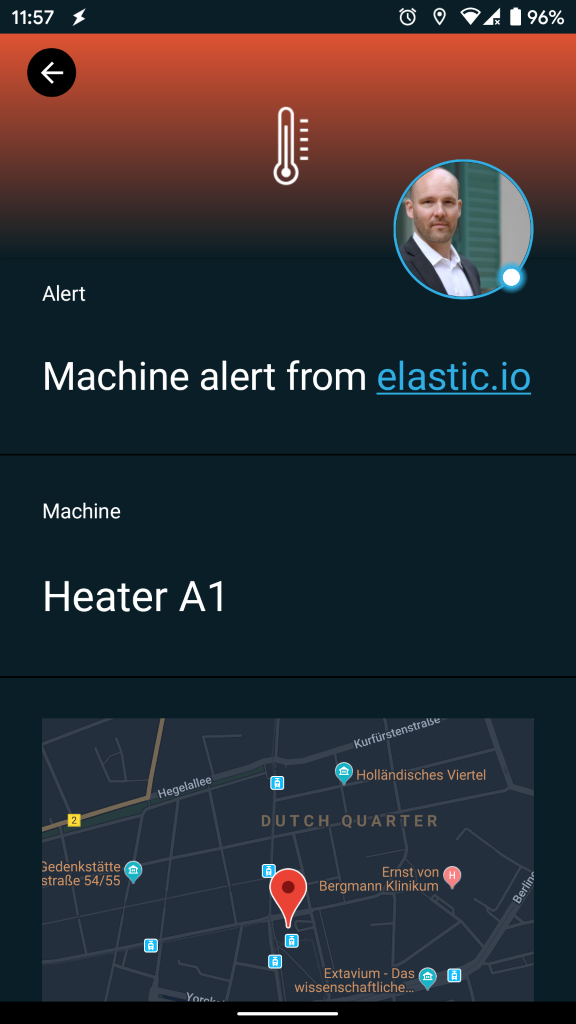 11:57
96%
Alert
Machine alert from elastic.io
Machine
Heater A1
Kurfürstenstraße
Holländisches Viertel
Hegelallee
2
DUTCH QUARTER
Gedenkstätte
straße 54/55
Ernst von
Bergmann Klinikum
H
Berlin
Extavium - Das
wissenschaftliche…
Yorck